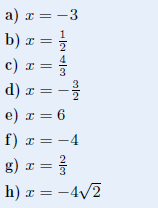 a) x = −3
b) x = 1/2
c) x = 4/3
d) x = −3/2
e) x = 6
f) x = −4
g) x = 2/3
h) x = −4√2